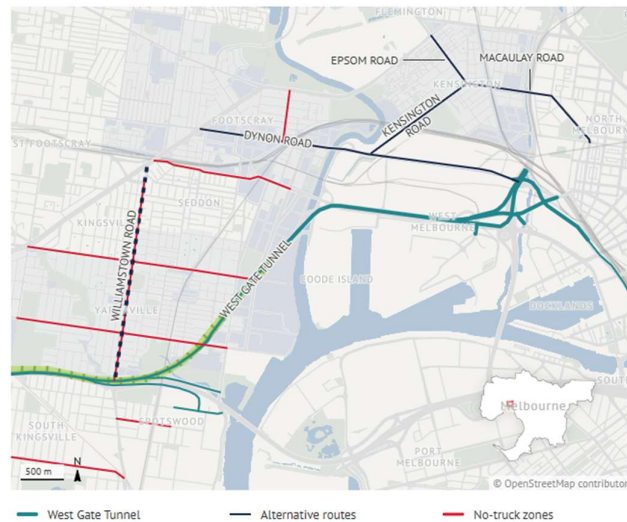 FLEMINGTON
EPSOM ROAD
MACAULAY ROAD
KENSINGTON
FOOTSCRAY
KENSINGTON
ROAD
NORTH
MELBOURNE
DYNON ROAD
ST FOOTSCRAY
SEDDON
KINGSVILLE
WEST
MELBOURNE
WILLIAMSTOWN ROAD
WEST GATE TUNNEL
COODE ISLAND
YARRAVILLE
DOCKLANDS
SOUTH
KINGSVILLE
SPOTSWOOD
Melbourne
SOU
PORT
MELBOURNE
500 m
N
© OpenStreetMap contributor
West Gate Tunnel
Alternative routes
No-truck zones